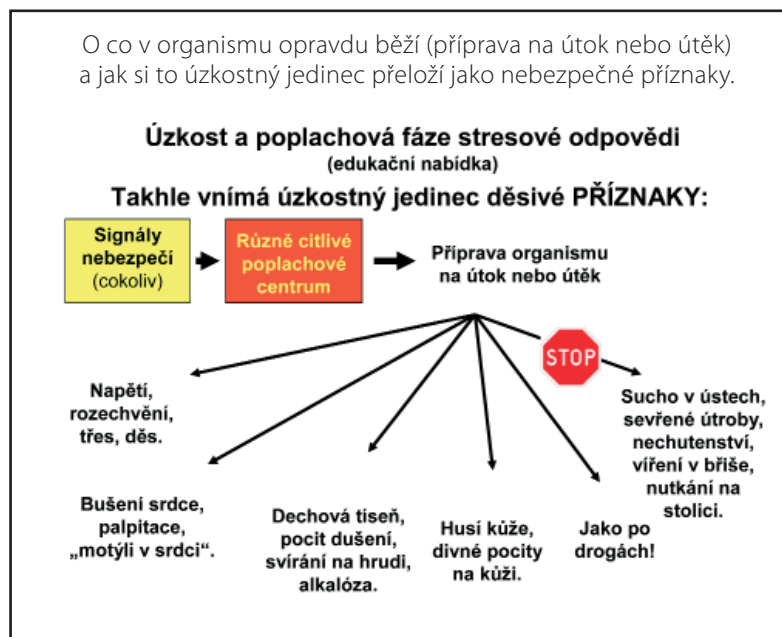 O co v organismu opravdu běží (příprava na útok nebo útěk)
a jak si to úzkostný jedinec přeloží jako nebezpečné příznaky.
Úzkost a poplachová fáze stresové odpovědi
(edukační nabídka)
Takhle vnímá úzkostný jedinec děsivé PŘÍZNAKY:
Signály
nebezpečí
(cokoliv)
Různě citlivé
poplachové
centrum
Příprava organismu
na útok nebo útěk
STOP
Napětí,
rozechvění,
třes, děs.
Bušení srdce,
palpitace,
„motýli v srdci“.
Dechová tíseň,
pocit dušení,
svírání na hrudi,
alkalóza.
Husí kůže,
divné pocity
na kůži.
Jako po
drogách!
Sucho v ústech,
sevřené útroby,
nechutenství,
víření v břiše,
nutkání na
stolici.